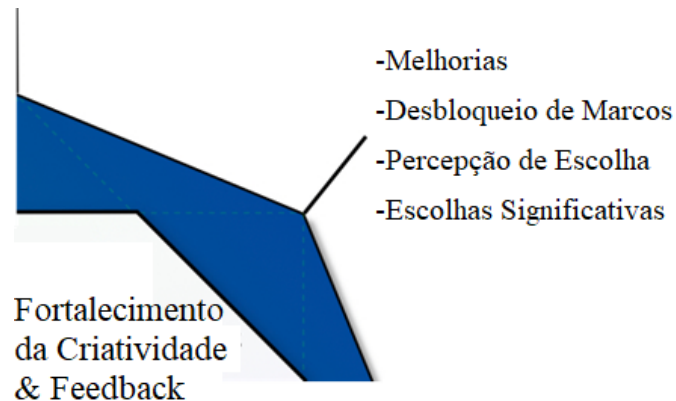 -Melhorias
-Desbloqueio de Marcos
-Percepção de Escolha
-Escolhas Significativas
Fortalecimento
da Criatividade
& Feedback